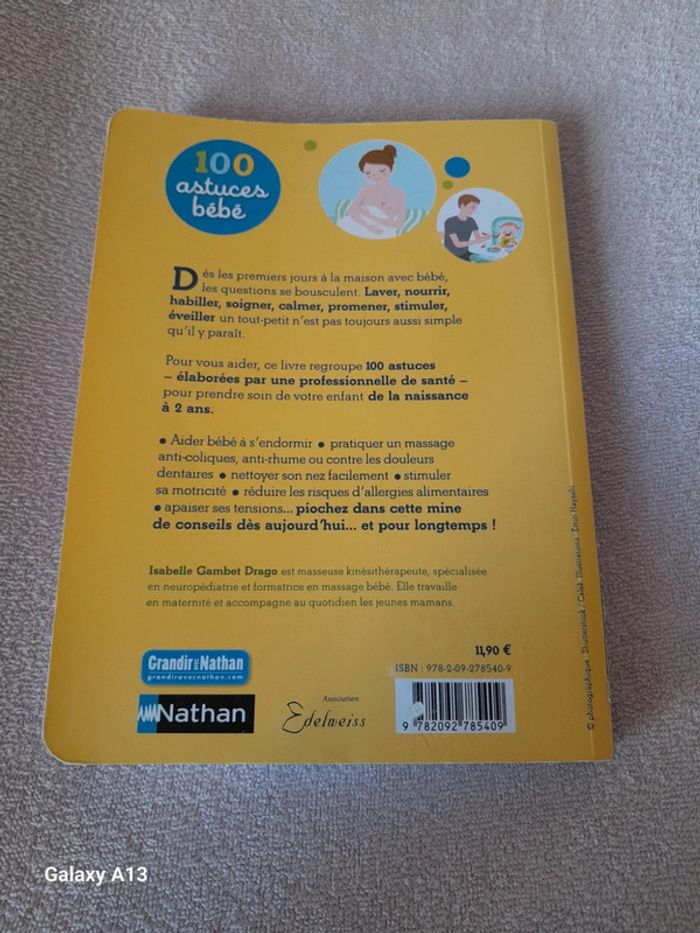 100
astuces
bébé
Dès les premiers jours à la maison avec bébé,
les questions se bousculent. Laver, nourrir,
habiller, soigner, calmer, promener, stimuler,
éveiller un tout-petit n'est pas toujours aussi simple
qu'il y paraît.
Pour vous aider, ce livre regroupe 100 astuces
– élaborées par une professionnelle de santé –
pour prendre soin de votre enfant de la naissance
à 2 ans.
• Aider bébé à s'endormir • pratiquer un massage
anti-coliques, anti-rhume ou contre les douleurs
dentaires • nettoyer son nez facilement • stimuler
sa motricité • réduire les risques d'allergies alimentaires
• apaiser ses tensions... piochez dans cette mine
de conseils dès aujourd'hui... et pour longtemps !
Isabelle Gambet Drago est masseuse kinésithérapeute, spécialisée
en neuropédiatrie et formatrice en massage bébé. Elle travaille
en maternité et accompagne au quotidien les jeunes mamans.
Grandir avec Nathan
grandiravecnathan.com
Nathan
Association
Edelweiss
11,90 €
ISBN : 978-2-09-278540-9
9 782092 785409
© photographique : Shutterstock / Calek. Illustrations : Emiri Hayashi
Galaxy A13